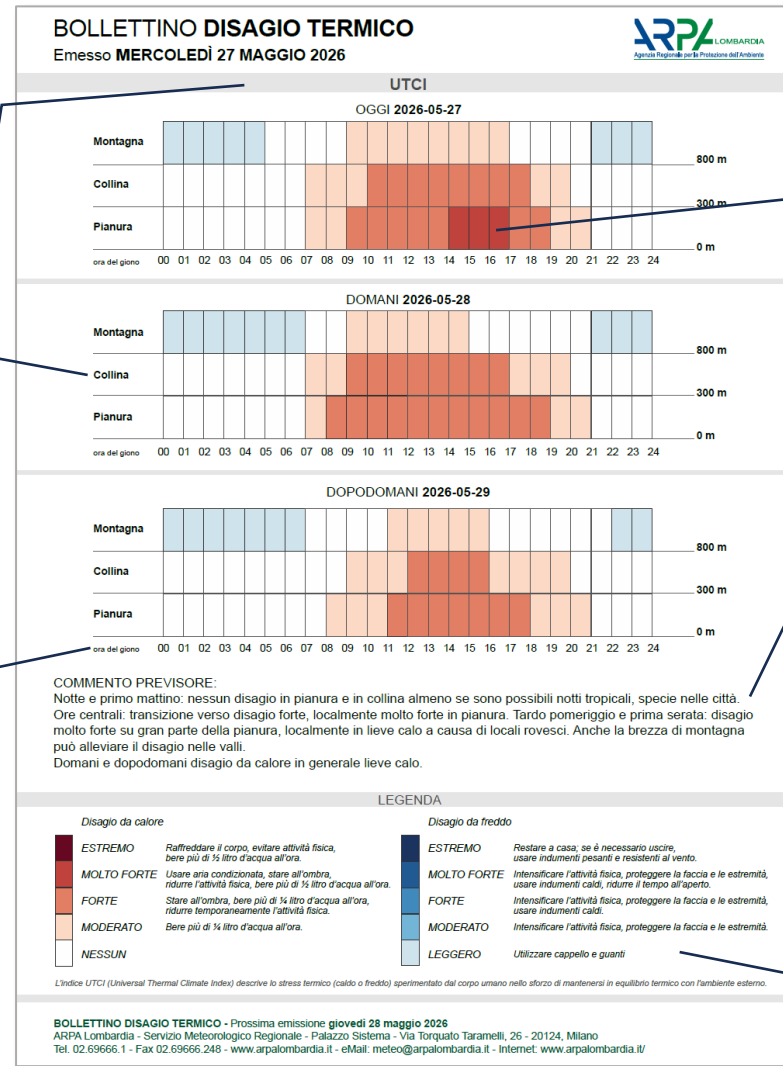 BOLLETTINO DISAGIO TERMICO
Emesso MERCOLEDÌ 27 MAGGIO 2026
ARPA LOMBARDIA
Agenzia Regionale per la Protezione dell'Ambiente
UTCI
OGGI 2026-05-27
Montagna
800 m
Collina
300 m
Pianura
0 m
ora del giono 00 01 02 03 04 05 06 07 08 09 10 11 12 13 14 15 16 17 18 19 20 21 22 23 24
DOMANI 2026-05-28
Montagna
800 m
Collina
300 m
Pianura
0 m
ora del giono 00 01 02 03 04 05 06 07 08 09 10 11 12 13 14 15 16 17 18 19 20 21 22 23 24
DOPODOMANI 2026-05-29
Montagna
800 m
Collina
300 m
Pianura
0 m
ora del giono 00 01 02 03 04 05 06 07 08 09 10 11 12 13 14 15 16 17 18 19 20 21 22 23 24
COMMENTO PREVISORE:
Notte e primo mattino: nessun disagio in pianura e in collina almeno se sono possibili notti tropicali, specie nelle città.
Ore centrali: transizione verso disagio forte, localmente molto forte in pianura. Tardo pomeriggio e prima serata: disagio
molto forte su gran parte della pianura, localmente in lieve calo a causa di locali rovesci. Anche la brezza di montagna
può alleviare il disagio nelle valli.
Domani e dopodomani disagio da calore in generale lieve calo.
LEGENDA
Disagio da calore
ESTREMO Raffreddare il corpo, evitare attività fisica,
bere più di ½ litro d'acqua all'ora.
MOLTO FORTE Usare aria condizionata, stare all'ombra,
ridurre l'attività fisica, bere più di ½ litro d'acqua all'ora.
FORTE Stare all'ombra, bere più di ¼ litro d'acqua all'ora,
ridurre temporaneamente l'attività fisica.
MODERATO Bere più di ¼ litro d'acqua all'ora.
NESSUN
Disagio da freddo
ESTREMO Restare a casa; se è necessario uscire,
usare indumenti pesanti e resistenti al vento.
MOLTO FORTE Intensificare l'attività fisica, proteggere la faccia e le estremità,
usare indumenti caldi, ridurre il tempo all'aperto.
FORTE Intensificare l'attività fisica, proteggere la faccia e le estremità,
usare indumenti caldi.
MODERATO Intensificare l'attività fisica, proteggere la faccia e le estremità.
LEGGERO Utilizzare cappello e guanti
L'indice UTCI (Universal Thermal Climate Index) descrive lo stress termico (caldo o freddo) sperimentato dal corpo umano nello sforzo di mantenersi in equilibrio termico con l'ambiente esterno.
BOLLETTINO DISAGIO TERMICO - Prossima emissione giovedì 28 maggio 2026
ARPA Lombardia - Servizio Meteorologico Regionale - Palazzo Sistema - Via Torquato Taramelli, 26 - 20124, Milano
Tel. 02.69666.1 - Fax 02.69666.248 - www.arpalombardia.it - eMail: meteo@arpalombardia.it - Internet: www.arpalombardia.it/